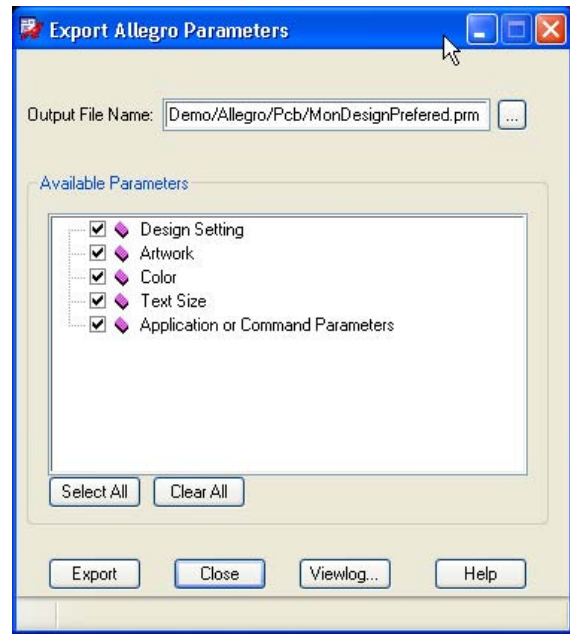 Export Allegro Parameters
Output File Name: Demo/Allegro/Pcb/MonDesignPrefered.prm ...
Available Parameters
Design Setting
Artwork
Color
Text Size
Application or Command Parameters
Select All Clear All
Export Close Viewlog... Help